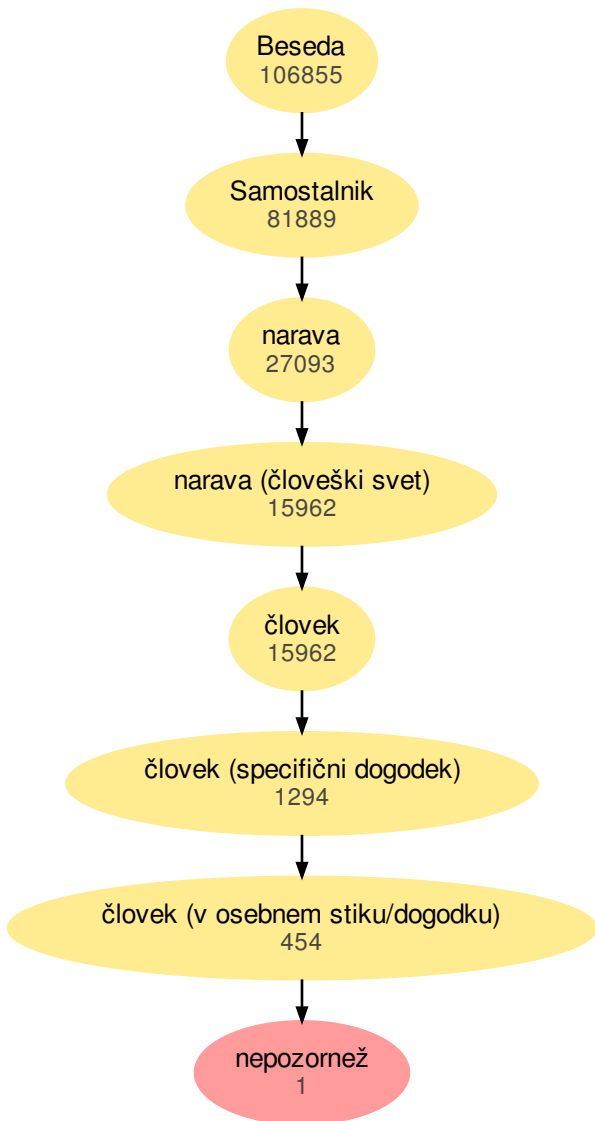 Beseda
106855
Samostalnik
81889
narava
27093
narava (človeški svet)
15962
človek
15962
človek (specifični dogodek)
1294
človek (v osebnem stiku/dogodku)
454
nepozornež
1